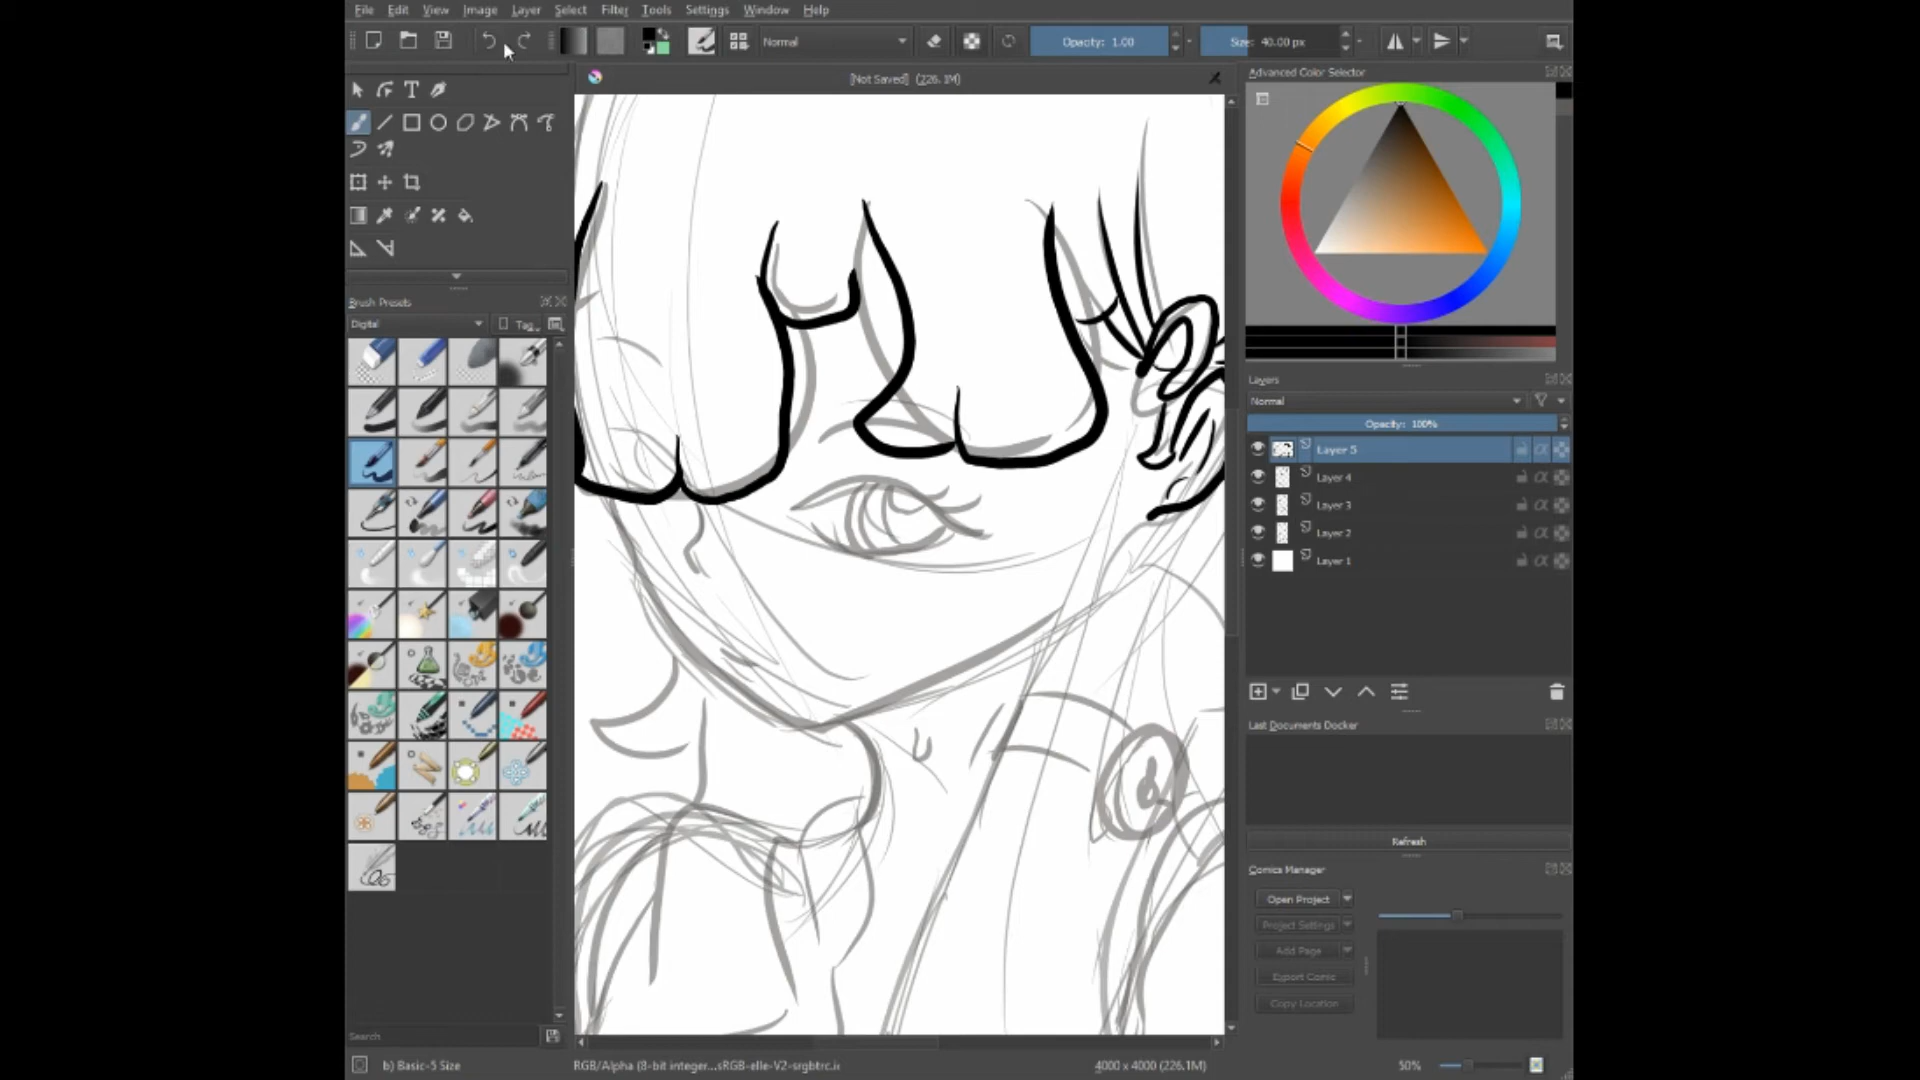 File Edit View Image Layer Select Filter Tools Settings Window Help
Normal Opacity: 1.00 Size: 40.00 px
[Not Saved] (226.1M)
Advanced Color Selector
Brush Presets
Digital Tag
Layers
Normal
Opacity: 100%
Layer 5
Layer 4
Layer 3
Layer 2
Layer 1
Last Documents Docker
Refresh
Comics Manager
Open Project
Project Settings
Add Page
Export Comic
Copy Location
Search
b) Basic-5 Size
RGB/Alpha (8-bit integer...sRGB-elle-V2-srgbtrc.ic
4000 x 4000 (226.1M)
50%